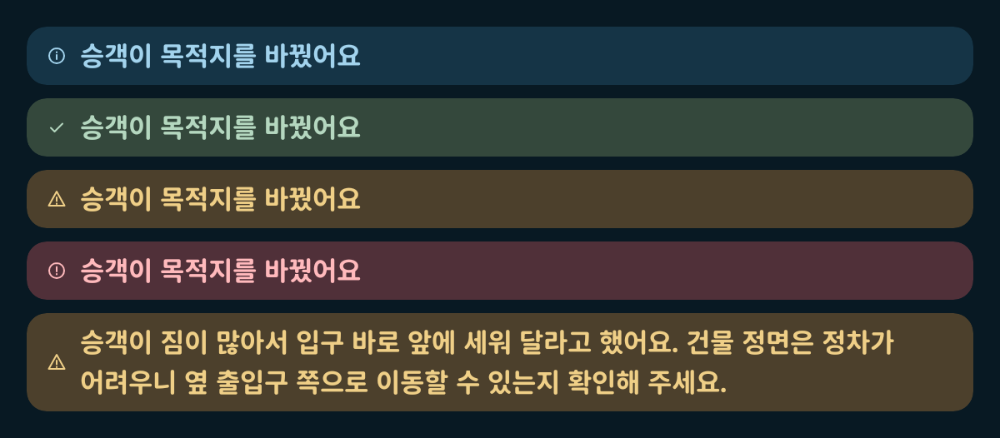 승객이 목적지를 바꿨어요
승객이 목적지를 바꿨어요
승객이 목적지를 바꿨어요
승객이 목적지를 바꿨어요
승객이 짐이 많아서 입구 바로 앞에 세워 달라고 했어요. 건물 정면은 정차가
어려우니 옆 출입구 쪽으로 이동할 수 있는지 확인해 주세요.